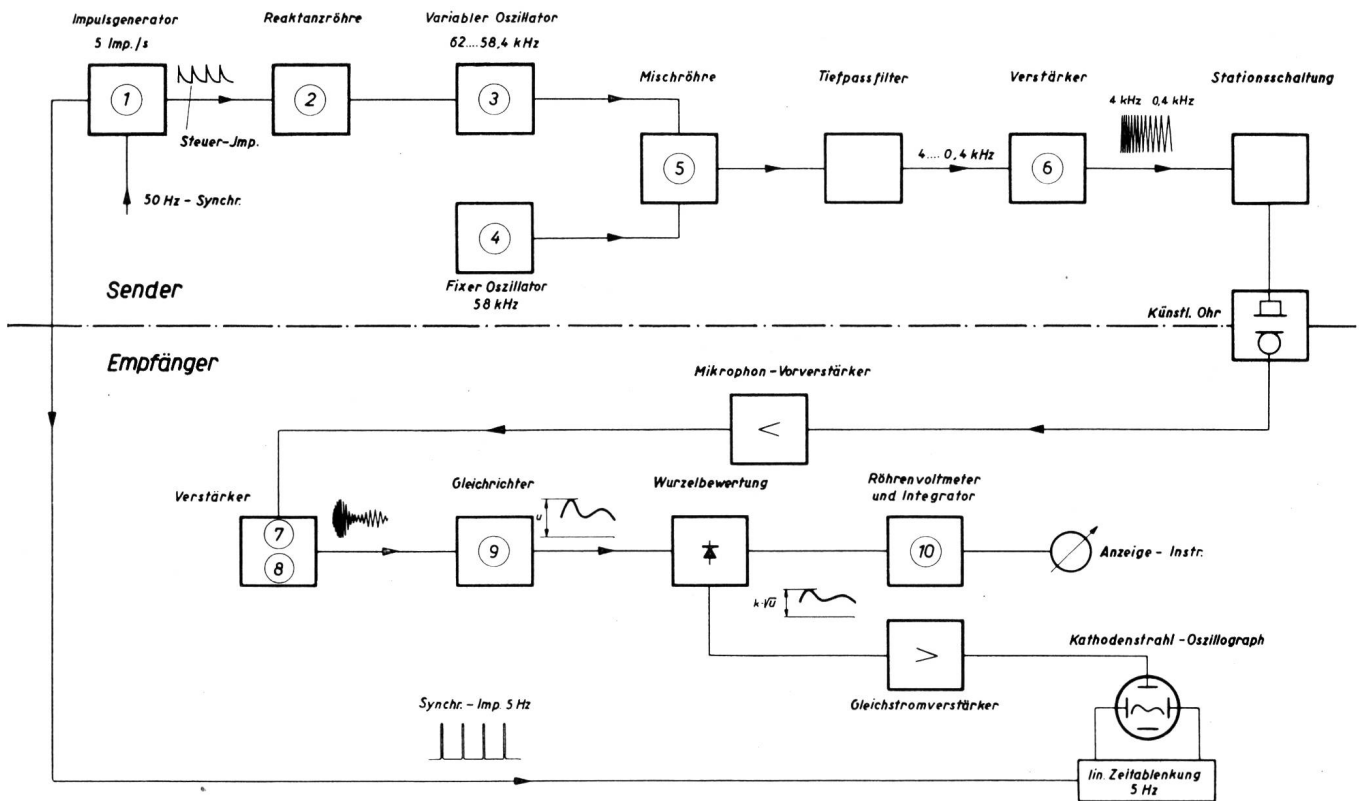 Impulsgenerator
5 Imp./s
Reaktanzröhre
Variabler Oszillator
62....58,4 kHz
Mischröhre
Tiefpassfilter
Verstärker
Stationsschaltung
4 kHz 0,4 kHz
1
2
3
Steuer-Jmp.
5
4.... 0,4 kHz
6
50 Hz - Synchr.
4
Fixer Oszillator
58 kHz
Sender
Künstl. Ohr
Empfänger
Mikrophon - Vorverstärker
<
Verstärker
Gleichrichter
Wurzelbewertung
Röhrenvoltmeter
und Integrator
u
7
8
9
10
Anzeige - Instr.
k·√u
Kathodenstrahl - Oszillograph
>
Gleichstromverstärker
Synchr. - Imp. 5 Hz
lin. Zeitablenkung
5 Hz